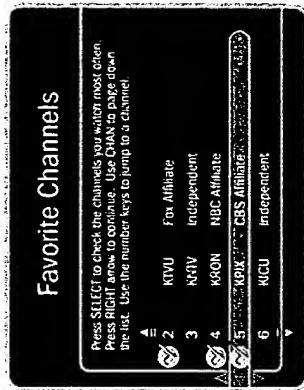 Favorite Channels
Press SELECT to check the channels you watch most often.
Press RIGHT arrow to continue. Use CHAN to page down
the list. Use the number keys to jump to a channel.
2 KTVU Fox Affiliate
3 KNTV Independent
4 KRON NBC Affiliate
5 KPIX CBS Affiliate
6 KICU Independent